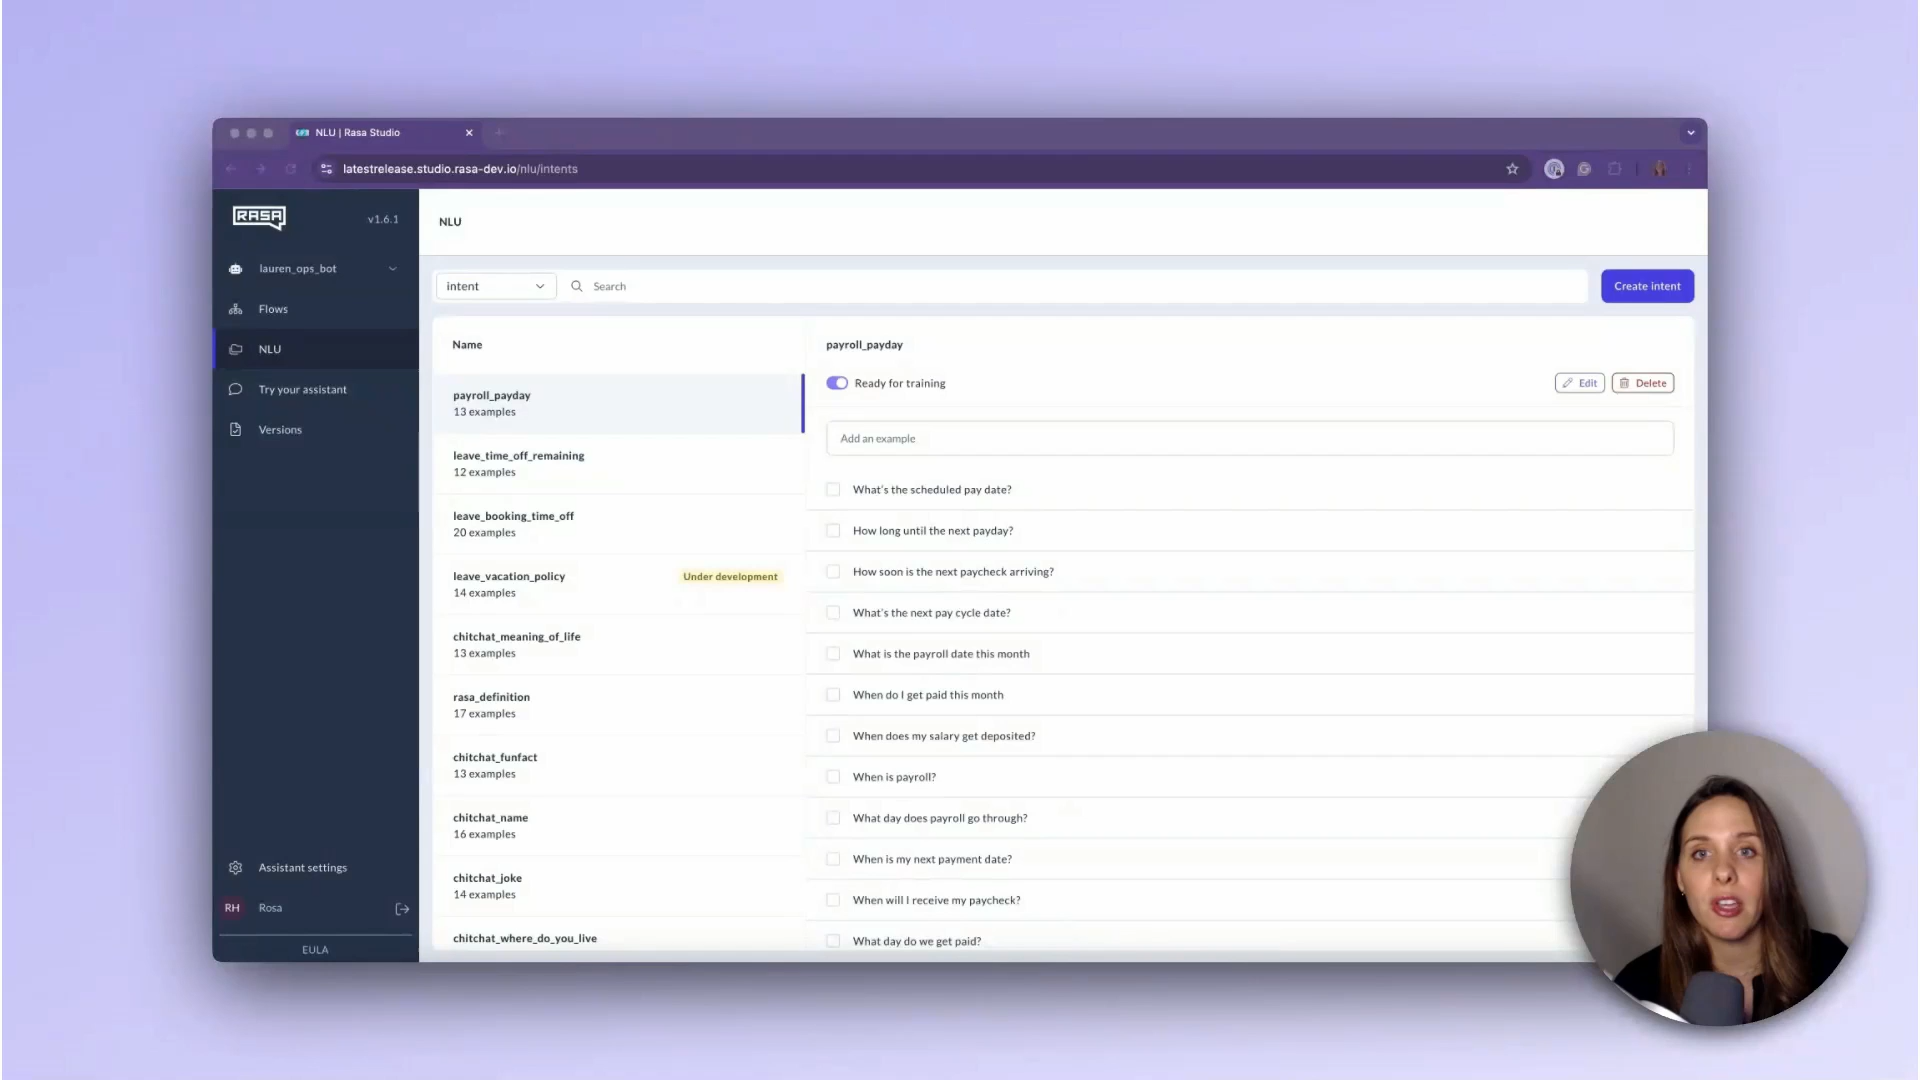 NLU | Rasa Studio
latestrelease.studio.rasa-dev.io/nlu/intents
RASA
v1.6.1
lauren_ops_bot
Flows
NLU
Try your assistant
Versions
Assistant settings
RH
Rosa
EULA
NLU
intent
Search
Create intent
Name
payroll_payday
13 examples
leave_time_off_remaining
12 examples
leave_booking_time_off
20 examples
leave_vacation_policy
Under development
14 examples
chitchat_meaning_of_life
13 examples
rasa_definition
17 examples
chitchat_funfact
13 examples
chitchat_name
16 examples
chitchat_joke
14 examples
chitchat_where_do_you_live
payroll_payday
Ready for training
Edit
Delete
Add an example
What's the scheduled pay date?
How long until the next payday?
How soon is the next paycheck arriving?
What's the next pay cycle date?
What is the payroll date this month
When do I get paid this month
When does my salary get deposited?
When is payroll?
What day does payroll go through?
When is my next payment date?
When will I receive my paycheck?
What day do we get paid?